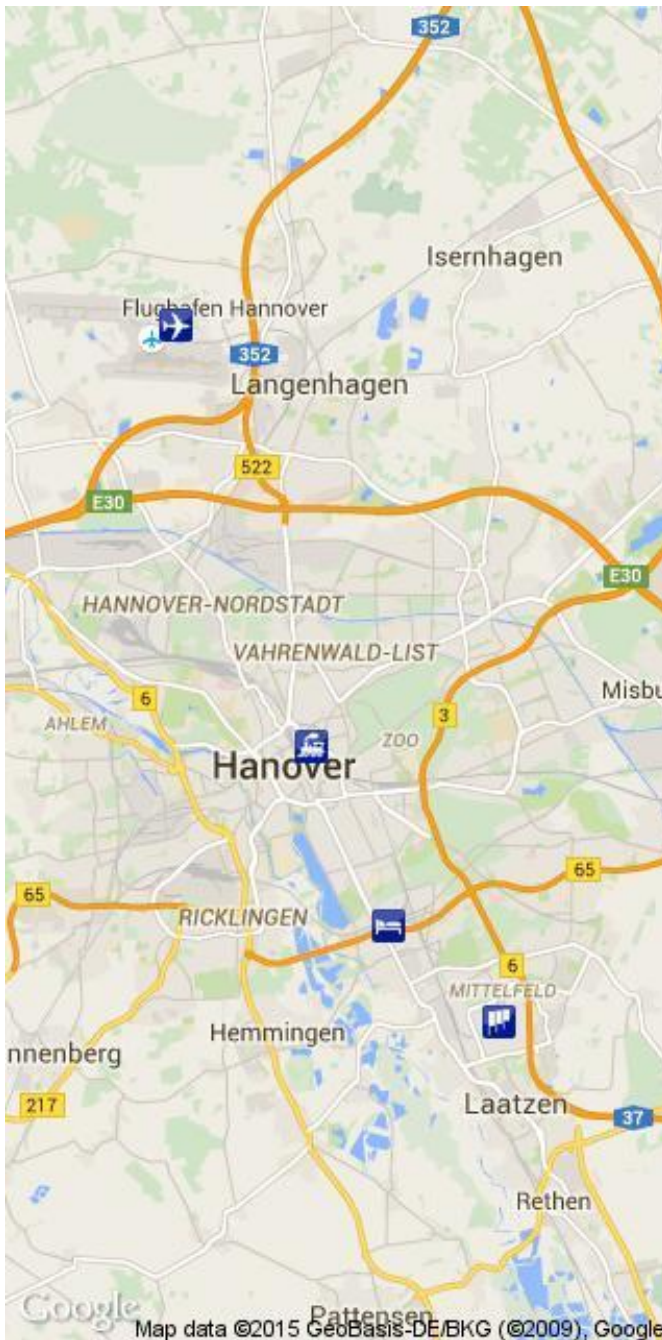 352
Isernhagen
Flughafen Hannover
352
Langenhagen
522
E30
E30
HANNOVER-NORDSTADT
VAHRENWALD-LIST
Misbu
6
3
AHLEM
ZOO
Hanover
65
65
RICKLINGEN
6
MITTELFELD
Hemmingen
nnenberg
217
Laatzen
37
Rethen
Google
Pattensen
Map data ©2015 GeoBasis-DE/BKG (©2009), Google